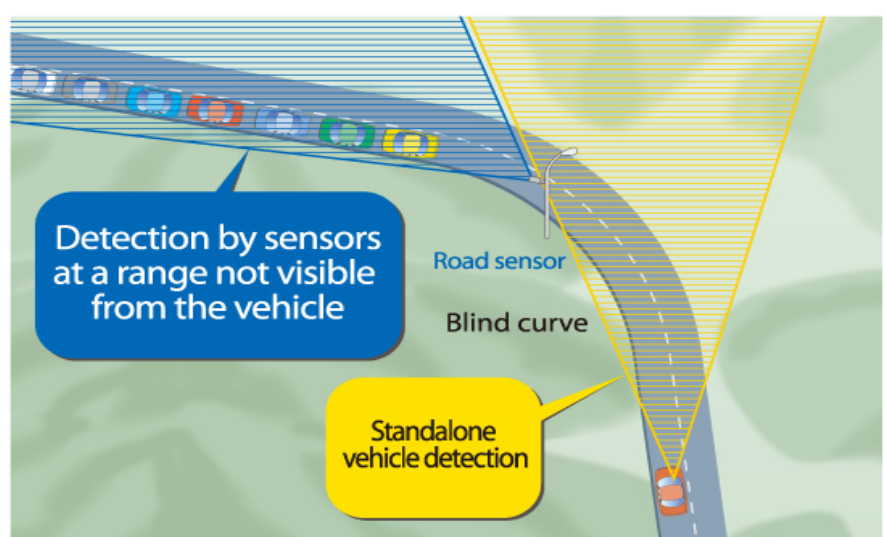 Detection by sensors
at a range not visible
from the vehicle
Road sensor
Blind curve
Standalone
vehicle detection